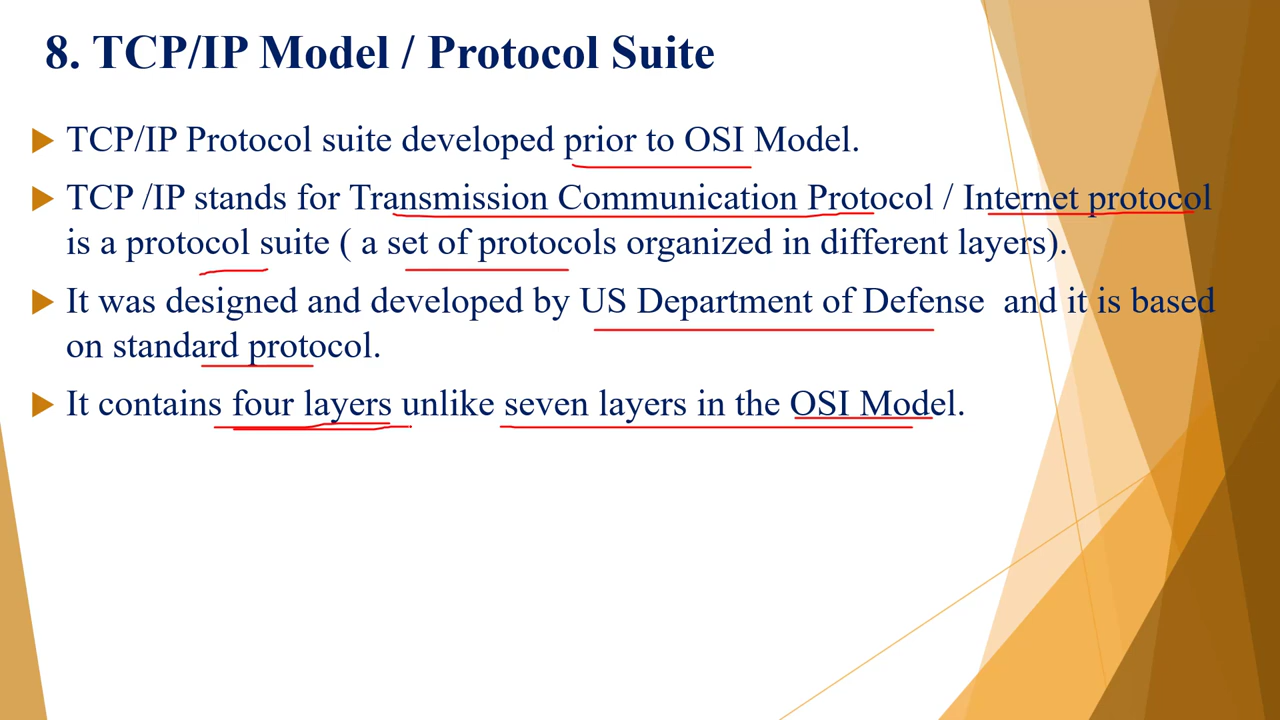 8. TCP/IP Model / Protocol Suite
TCP/IP Protocol suite developed prior to OSI Model.
TCP /IP stands for Transmission Communication Protocol / Internet protocol
is a protocol suite ( a set of protocols organized in different layers).
It was designed and developed by US Department of Defense and it is based
on standard protocol.
It contains four layers unlike seven layers in the OSI Model.